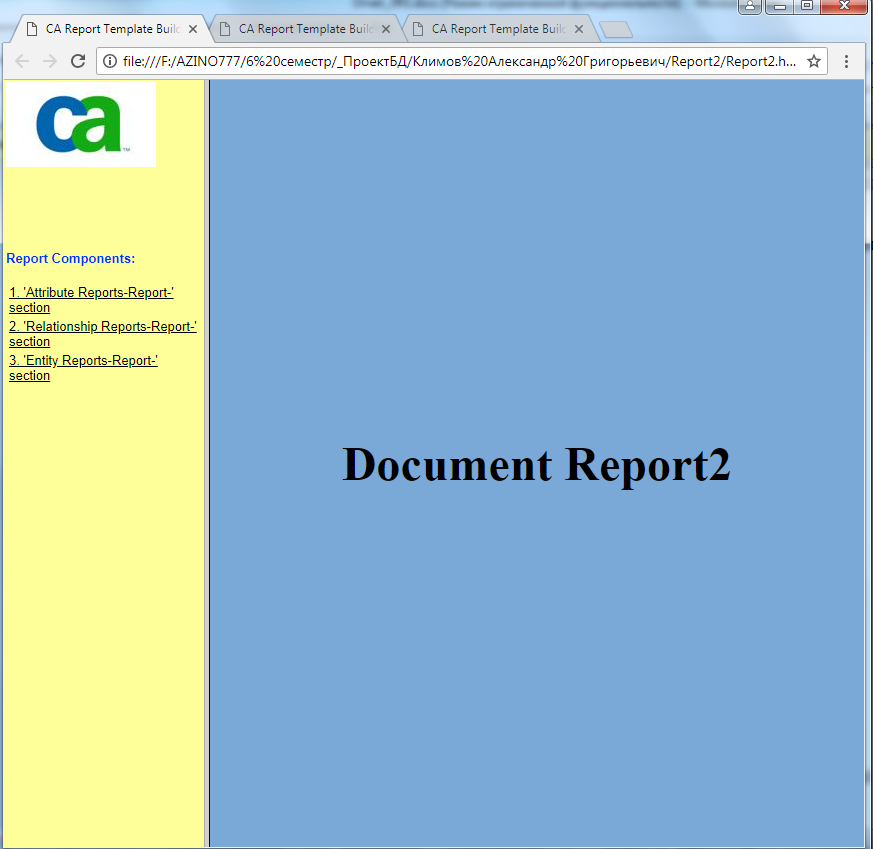 CA Report Template Build
CA Report Template Build
CA Report Template Build
file:///F:/AZINO777/6%20семестр/_ПроектБД/Климов%20Александр%20Григорьевич/Report2/Report2.h...
ca
TM
Report Components:
1. 'Attribute Reports-Report-'
section
2. 'Relationship Reports-Report-'
section
3. 'Entity Reports-Report-'
section
Document Report2